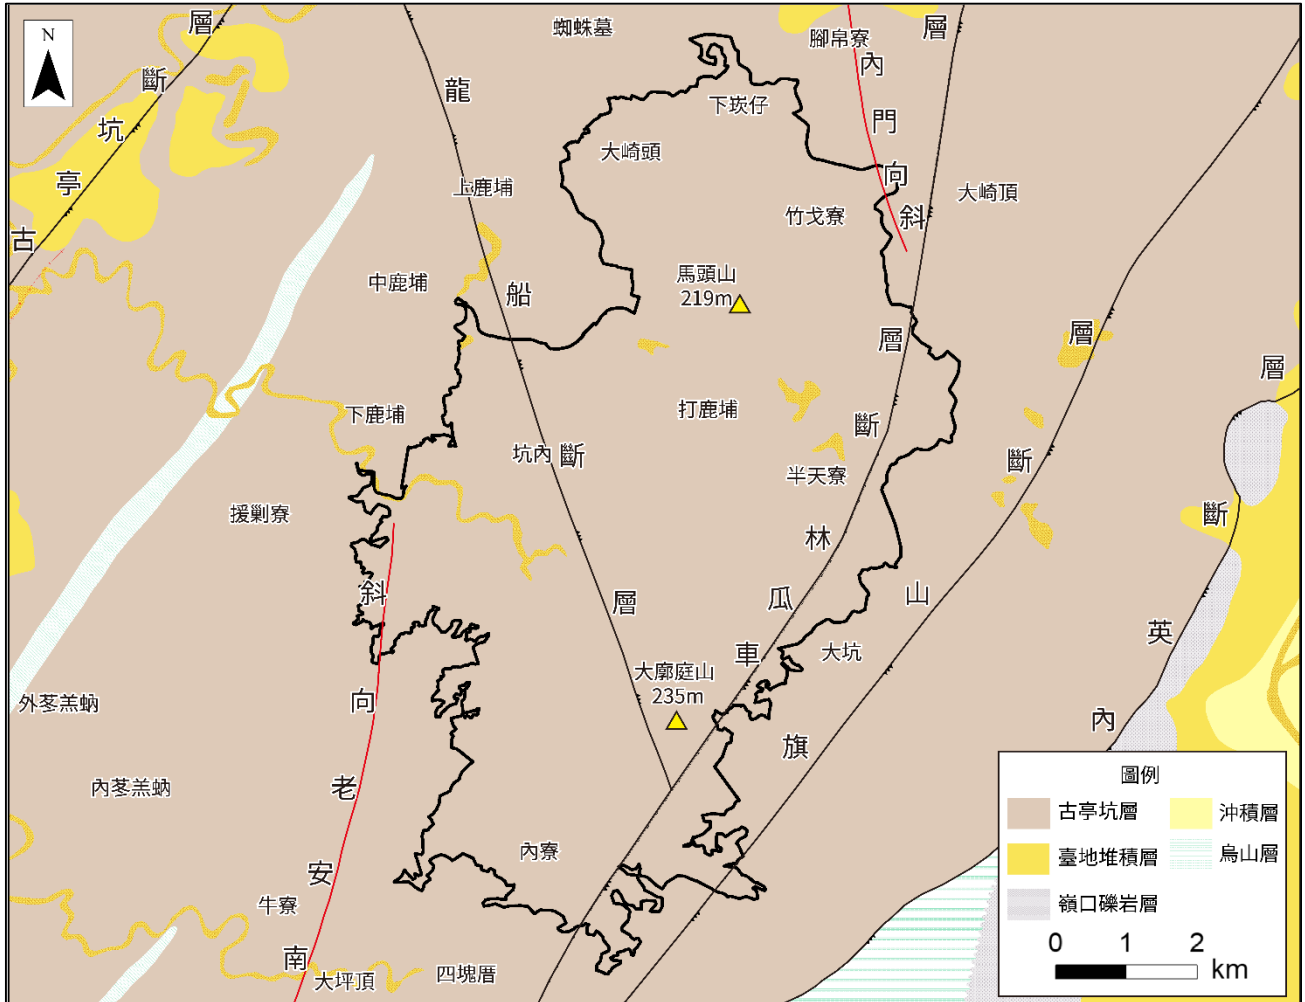 N
蜘蛛墓
腳帛寮
下崁仔
大崎頭
上鹿埔
大崎頂
竹戈寮
中鹿埔
馬頭山
219m
下鹿埔
打鹿埔
坑內
半天寮
援剿寮
大坑
大廓庭山
235m
外茤羔蚋
內茤羔蚋
內寮
牛寮
大坪頂
四塊厝
古亭坑斷層
龍船斷層
內門向斜
車瓜林斷層
旗山斷層
內英斷層
南安老向斜
圖例
古亭坑層
沖積層
臺地堆積層
烏山層
嶺口礫岩層
0 1 2
km